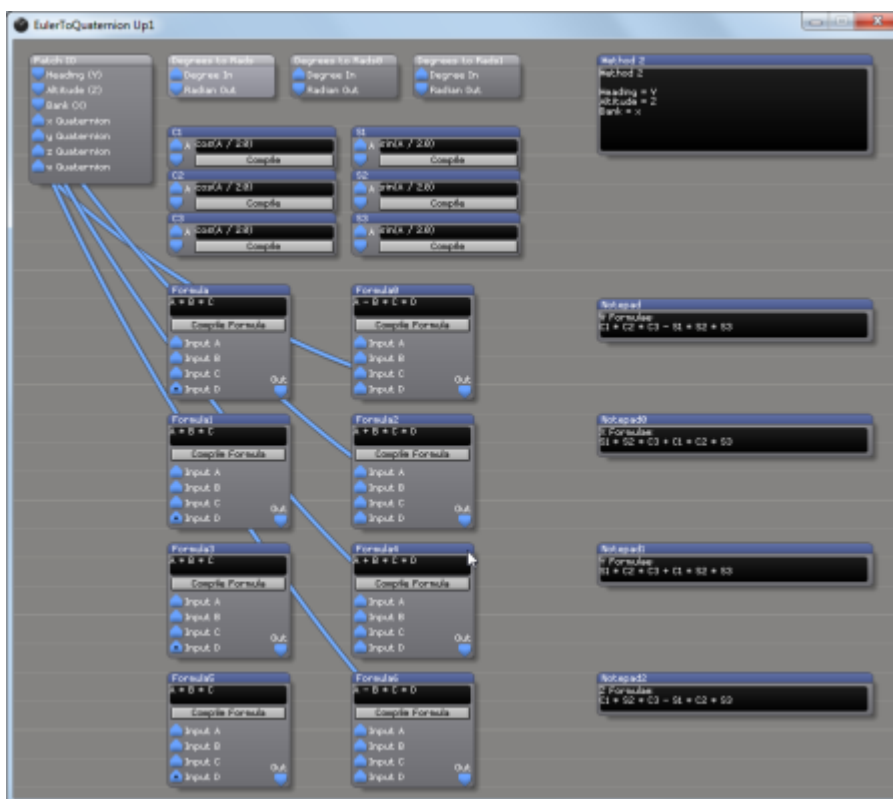 EulerToQuaternion Up1
Patch IO
Heading (Y)
Altitude (Z)
Bank (X)
x Quaternion
y Quaternion
z Quaternion
w Quaternion
Degrees to Rads
Degree In
Radian Out
Degrees to Rads0
Degree In
Radian Out
Degrees to Rads1
Degree In
Radian Out
Method 2
Method 2
Heading = Y
Altitude = Z
Bank = x
C1
A cos(A / 2.0)
Compile
S1
A sin(A / 2.0)
Compile
C2
A cos(A / 2.0)
Compile
S2
A sin(A / 2.0)
Compile
C3
A cos(A / 2.0)
Compile
S3
A sin(A / 2.0)
Compile
Formula
A * B * C
Compile Formula
Input A
Input B
Input C
Input D
Out
Formula0
A - B * C * D
Compile Formula
Input A
Input B
Input C
Input D
Out
Notepad
W Formulae:
C1 * C2 * C3 - S1 * S2 * S3
Formula1
A * B * C
Compile Formula
Input A
Input B
Input C
Input D
Out
Formula2
A + B * C * D
Compile Formula
Input A
Input B
Input C
Input D
Out
Notepad0
X Formulae:
S1 * S2 * C3 + C1 * C2 * S3
Formula3
A * B * C
Compile Formula
Input A
Input B
Input C
Input D
Out
Formula4
A + B * C * D
Compile Formula
Input A
Input B
Input C
Input D
Out
Notepad1
Y Formulae:
S1 * C2 * C3 + C1 * S2 * S3
Formula5
A * B * C
Compile Formula
Input A
Input B
Input C
Input D
Out
Formula6
A - B * C * D
Compile Formula
Input A
Input B
Input C
Input D
Out
Notepad2
Z Formulae:
C1 * S2 * C3 - S1 * C2 * S3